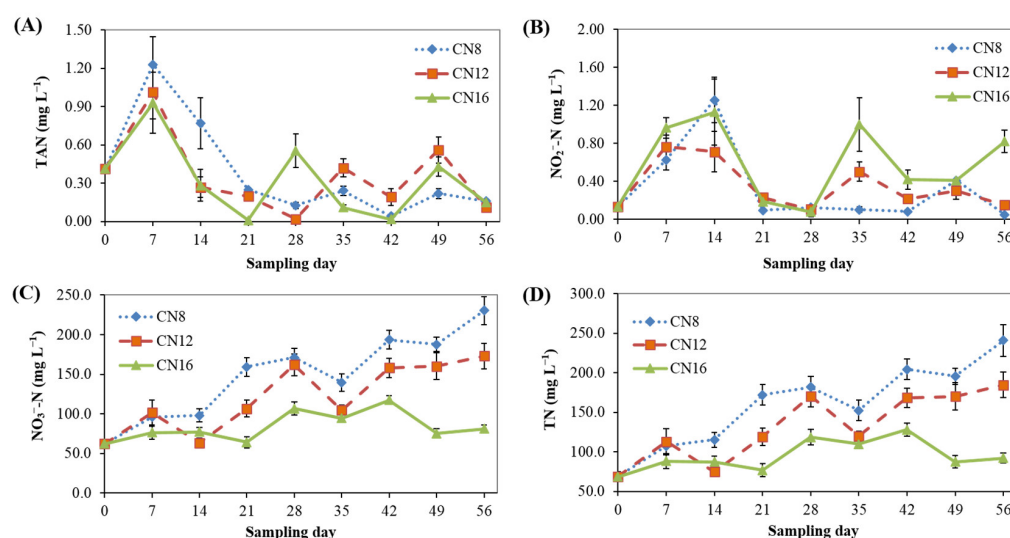 (A)
TAN (mg L⁻¹)
1.50
1.20
0.90
0.60
0.30
0.00
CN8
CN12
CN16
0 7 14 21 28 35 42 49 56
Sampling day
(B)
NO₂⁻-N (mg L⁻¹)
2.00
1.60
1.20
0.80
0.40
0.00
CN8
CN12
CN16
0 7 14 21 28 35 42 49 56
Sampling day
(C)
NO₃⁻-N (mg L⁻¹)
250.0
200.0
150.0
100.0
50.0
0.0
CN8
CN12
CN16
0 7 14 21 28 35 42 49 56
Sampling day
(D)
TN (mg L⁻¹)
300.0
250.0
200.0
150.0
100.0
50.0
CN8
CN12
CN16
0 7 14 21 28 35 42 49 56
Sampling day